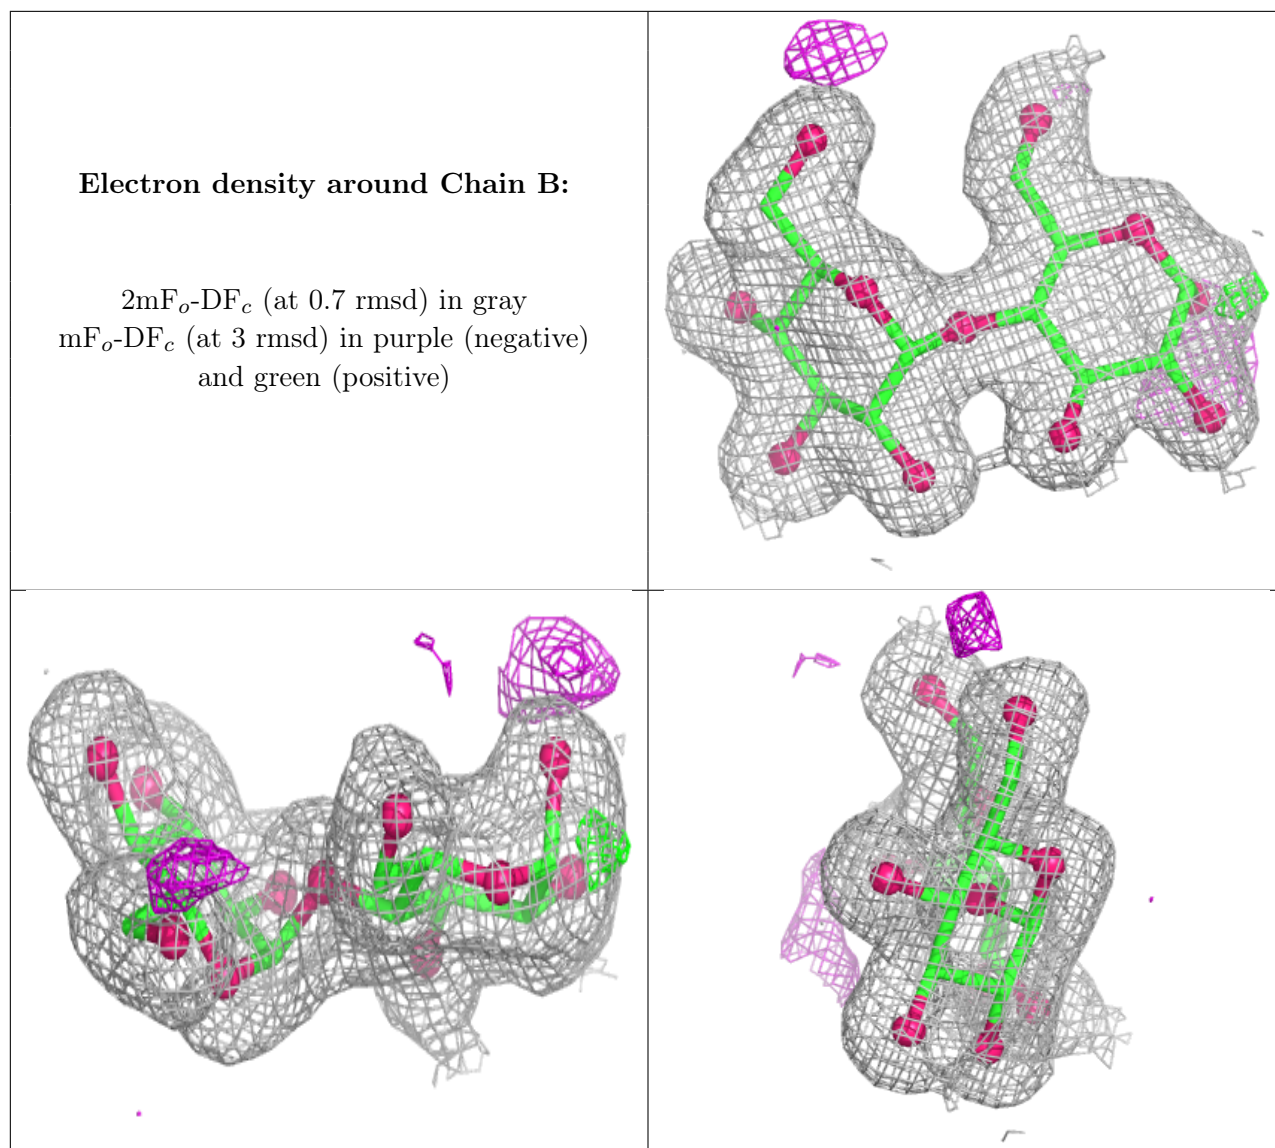 Electron density around Chain B:
2mFo-DFc (at 0.7 rmsd) in gray
mFo-DFc (at 3 rmsd) in purple (negative)
and green (positive)